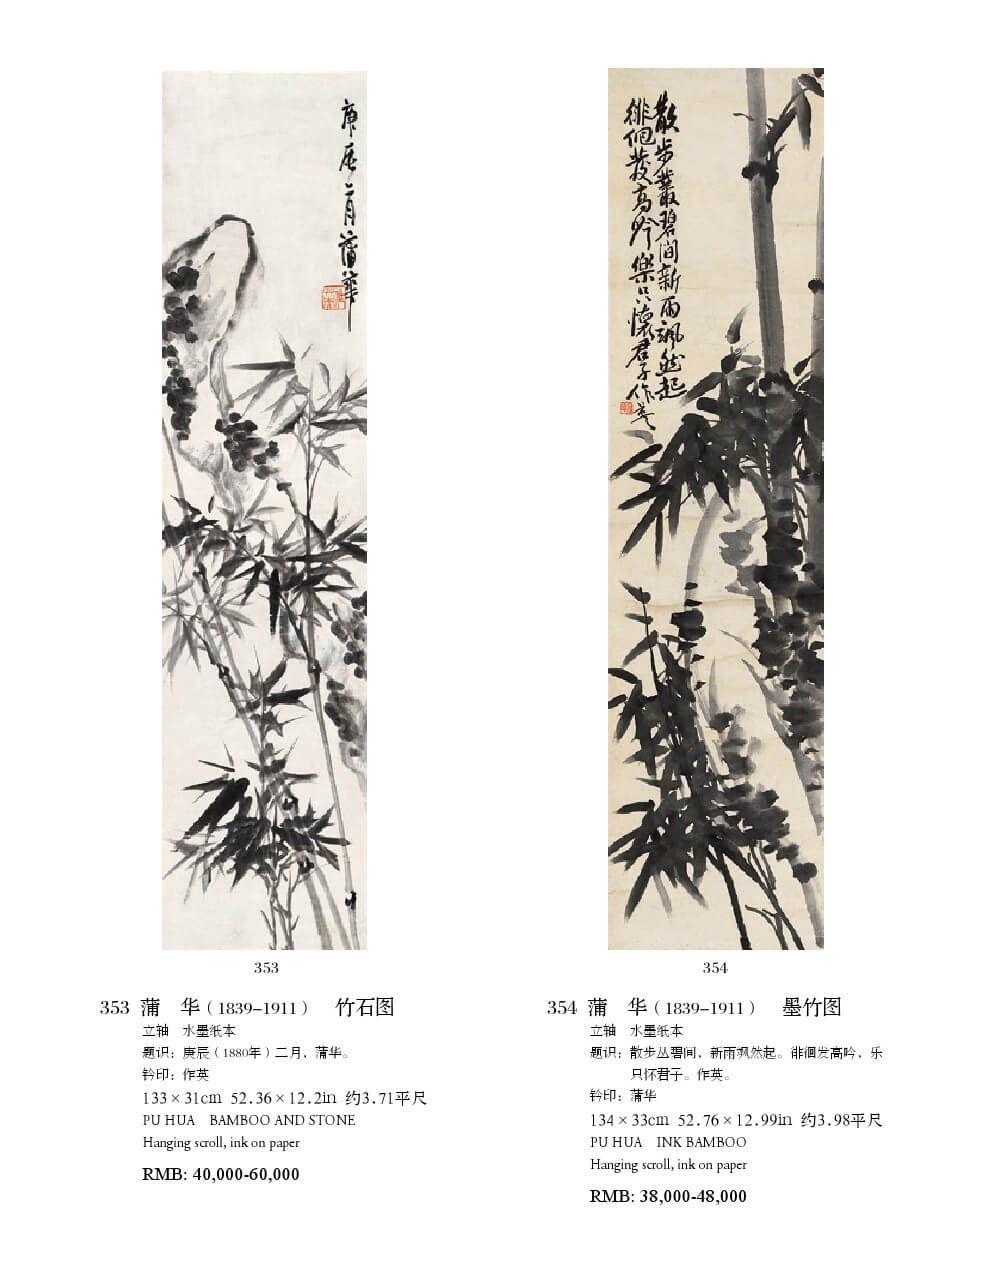 庚辰二月蒲華
散步叢碧間新雨飒然起
徘徊發高吟樂只懷君子作英
353
354
353 蒲 华（1839–1911） 竹石图
立轴 水墨纸本
题识：庚辰（1880年）二月，蒲华。
钤印：作英
133×31cm 52.36×12.2in 约3.71平尺
PU HUA BAMBOO AND STONE
Hanging scroll, ink on paper
RMB: 40,000-60,000
354 蒲 华（1839–1911） 墨竹图
立轴 水墨纸本
题识：散步丛碧间，新雨飒然起。徘徊发高吟，乐
只怀君子。作英。
钤印：蒲华
134×33cm 52.76×12.99in 约3.98平尺
PU HUA INK BAMBOO
Hanging scroll, ink on paper
RMB: 38,000-48,000